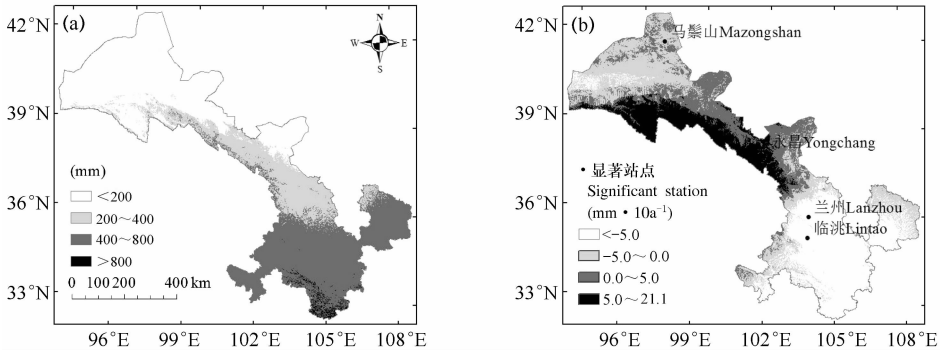 (a)
N
W
E
S
42°N
39°N
36°N
33°N
(mm)
<200
200～400
400～800
>800
0 100 200 400 km
96°E 99°E 102°E 105°E 108°E
(b)
马鬃山Mazongshan
永昌Yongchang
兰州Lanzhou
临洮Lintao
42°N
39°N
36°N
33°N
• 显著站点
Significant station
(mm·10a⁻¹)
<-5.0
-5.0～0.0
0.0～5.0
5.0～21.1
96°E 99°E 102°E 105°E 108°E